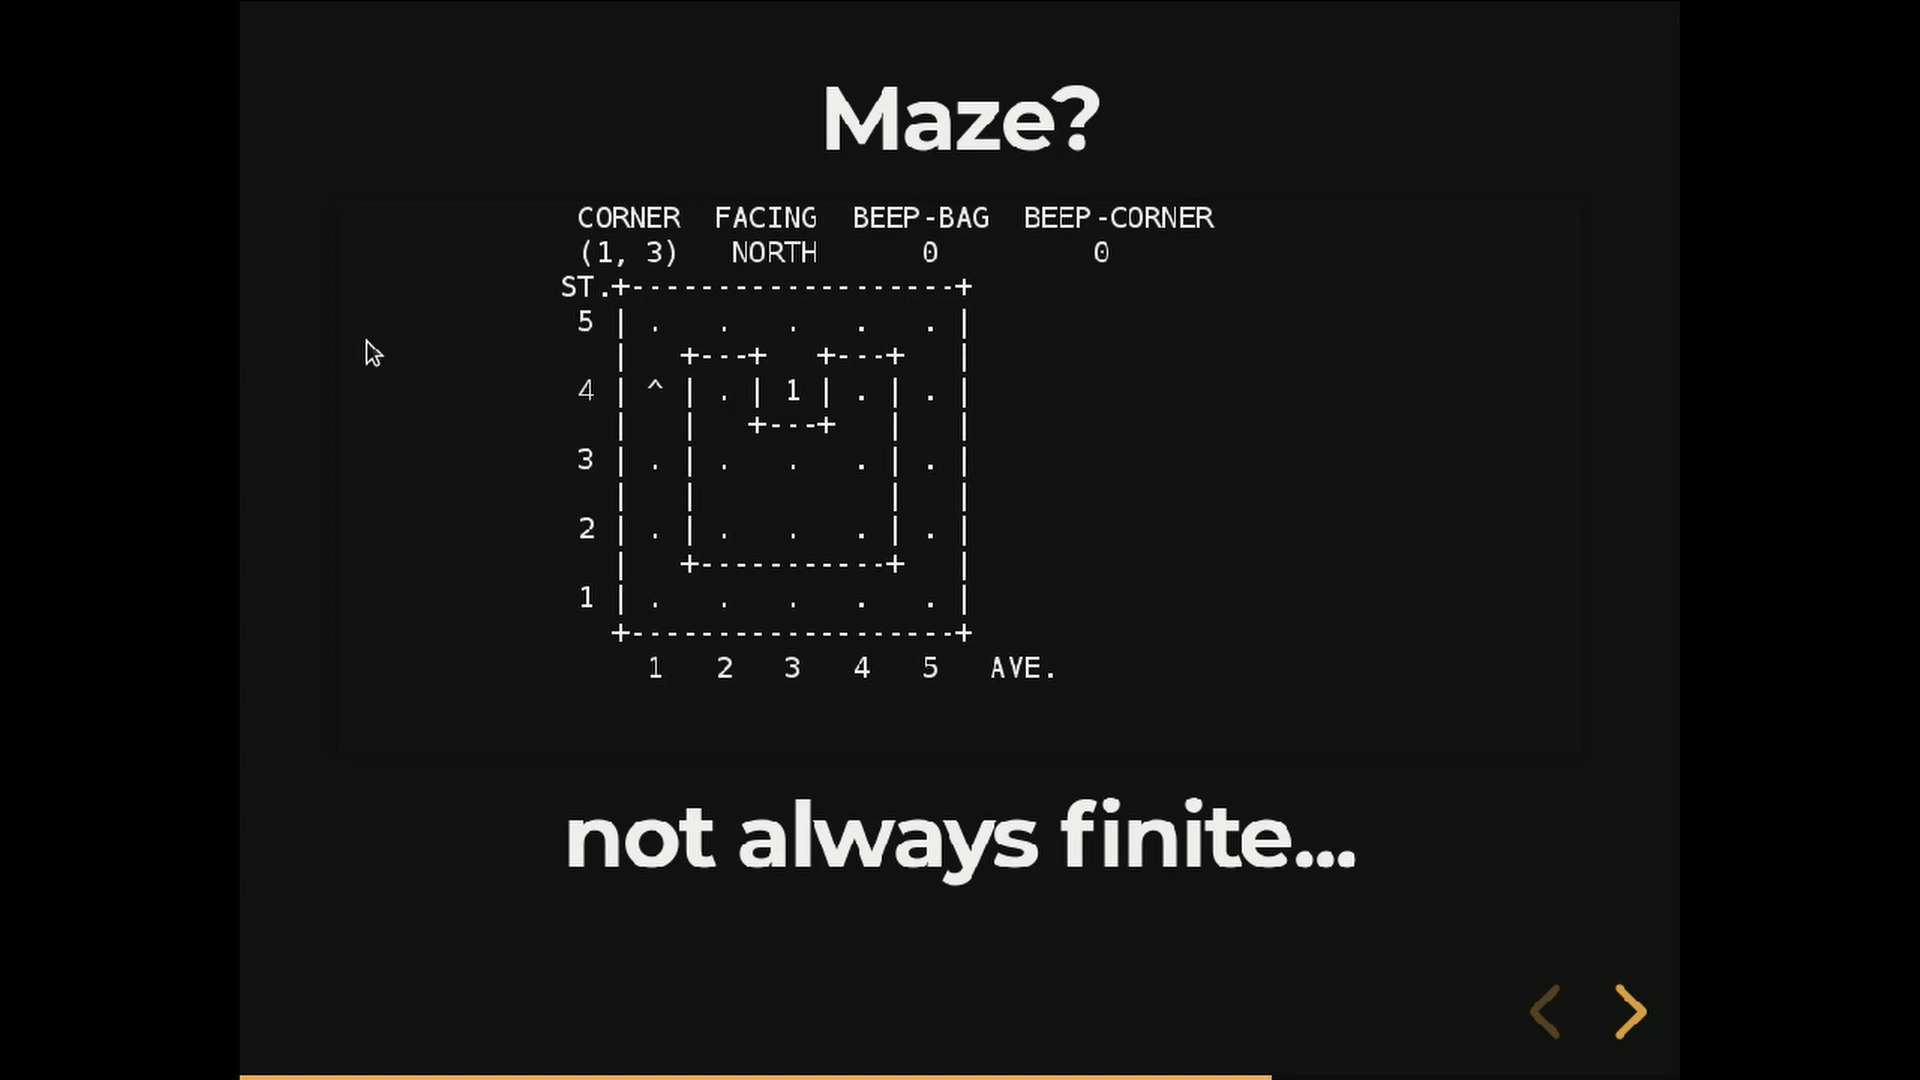 Maze?
CORNER  FACING  BEEP-BAG  BEEP-CORNER
(1, 3)   NORTH      0         0
ST.+-------------------+
5 | .   .   .   .   . |
  |   +---+   +---+   |
4 | ^ | . | 1 | . | . |
  |   |   +---+   |   |
3 | . | .   .   . | . |
  |   |           |   |
2 | . | .   .   . | . |
  |   +-----------+   |
1 | .   .   .   .   . |
  +-------------------+
    1   2   3   4   5   AVE.
not always finite...